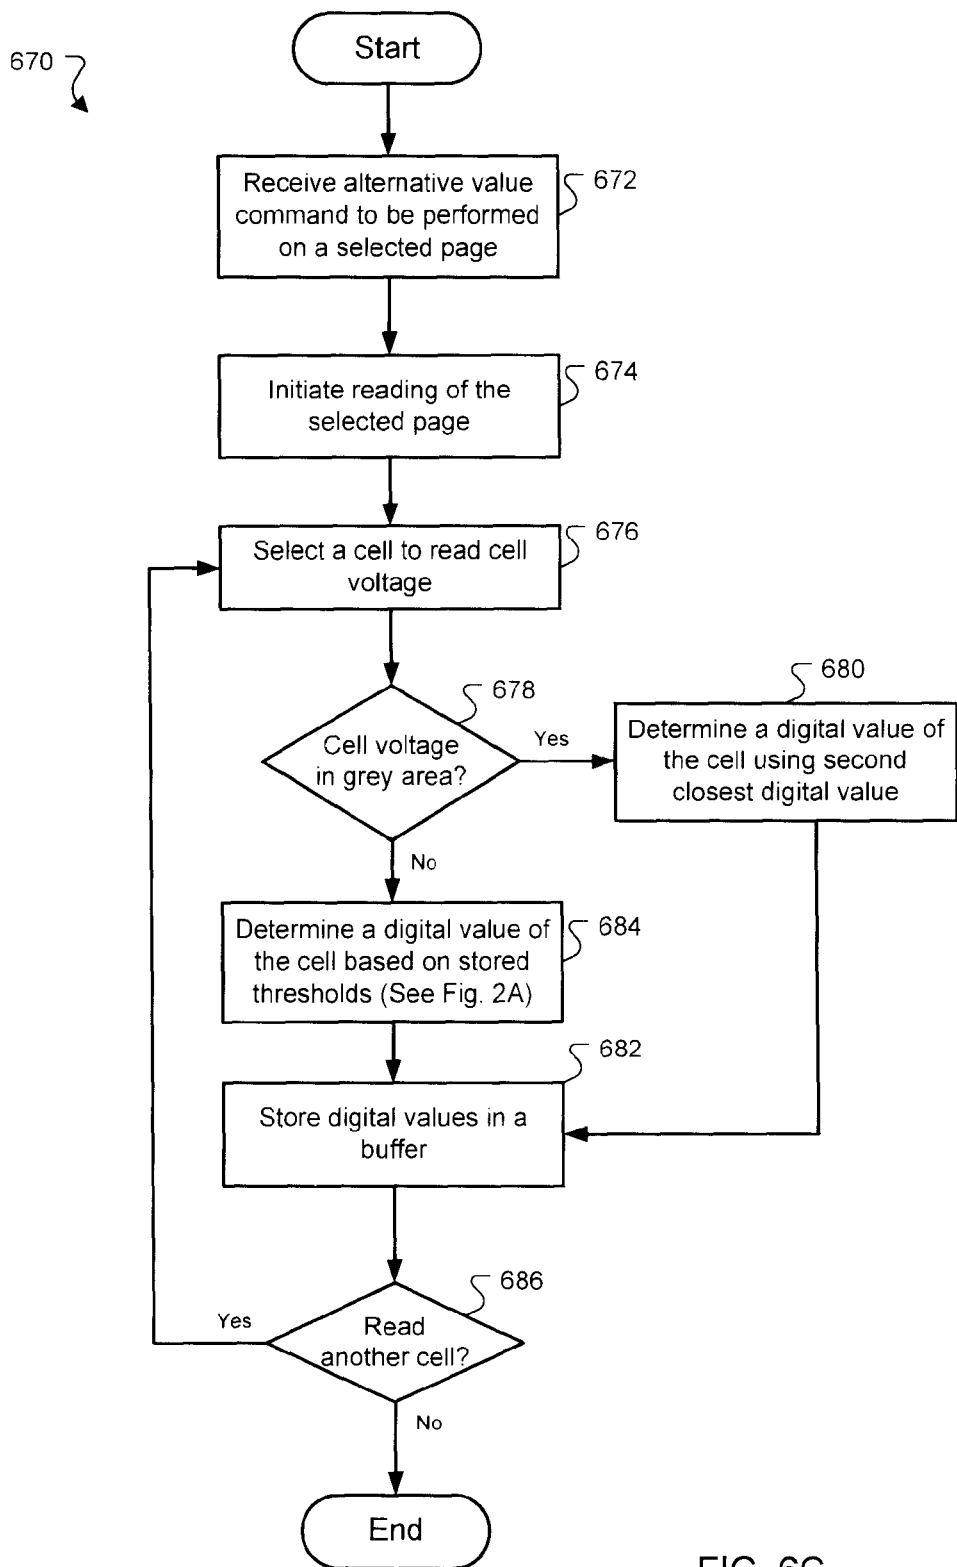 Start
670
Receive alternative value
command to be performed
on a selected page
672
Initiate reading of the
selected page
674
Select a cell to read cell
voltage
676
Cell voltage
in grey area?
678
Yes
Determine a digital value of
the cell using second
closest digital value
680
No
Determine a digital value of
the cell based on stored
thresholds (See Fig. 2A)
684
Store digital values in a
buffer
682
Read
another cell?
686
Yes
No
End